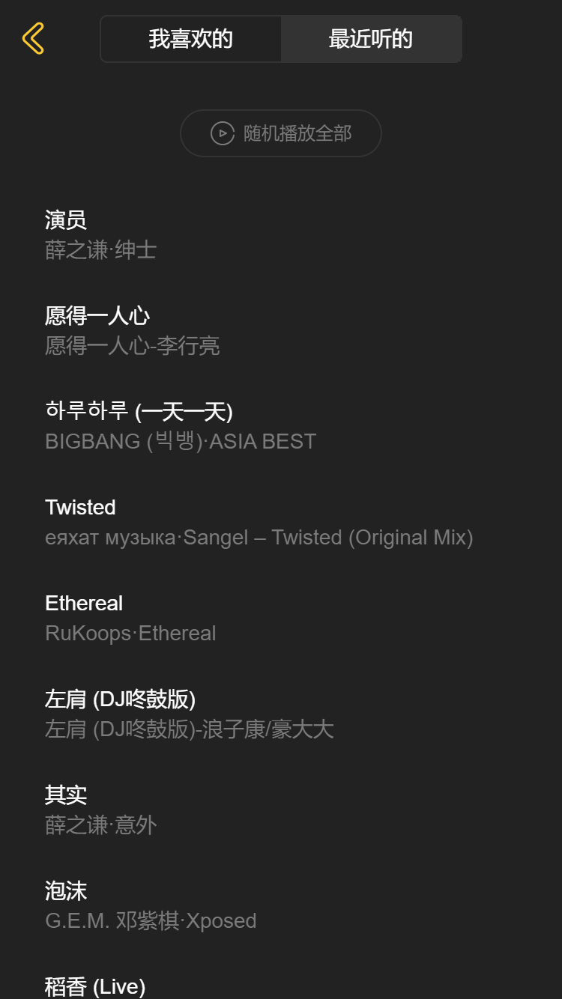 我喜欢的
最近听的
随机播放全部
演员
薛之谦·绅士
愿得一人心
愿得一人心-李行亮
하루하루 (一天一天)
BIGBANG (빅뱅)·ASIA BEST
Twisted
еяхат музыка·Sangel – Twisted (Original Mix)
Ethereal
RuKoops·Ethereal
左肩 (DJ咚鼓版)
左肩 (DJ咚鼓版)-浪子康/豪大大
其实
薛之谦·意外
泡沫
G.E.M. 邓紫棋·Xposed
稻香 (Live)